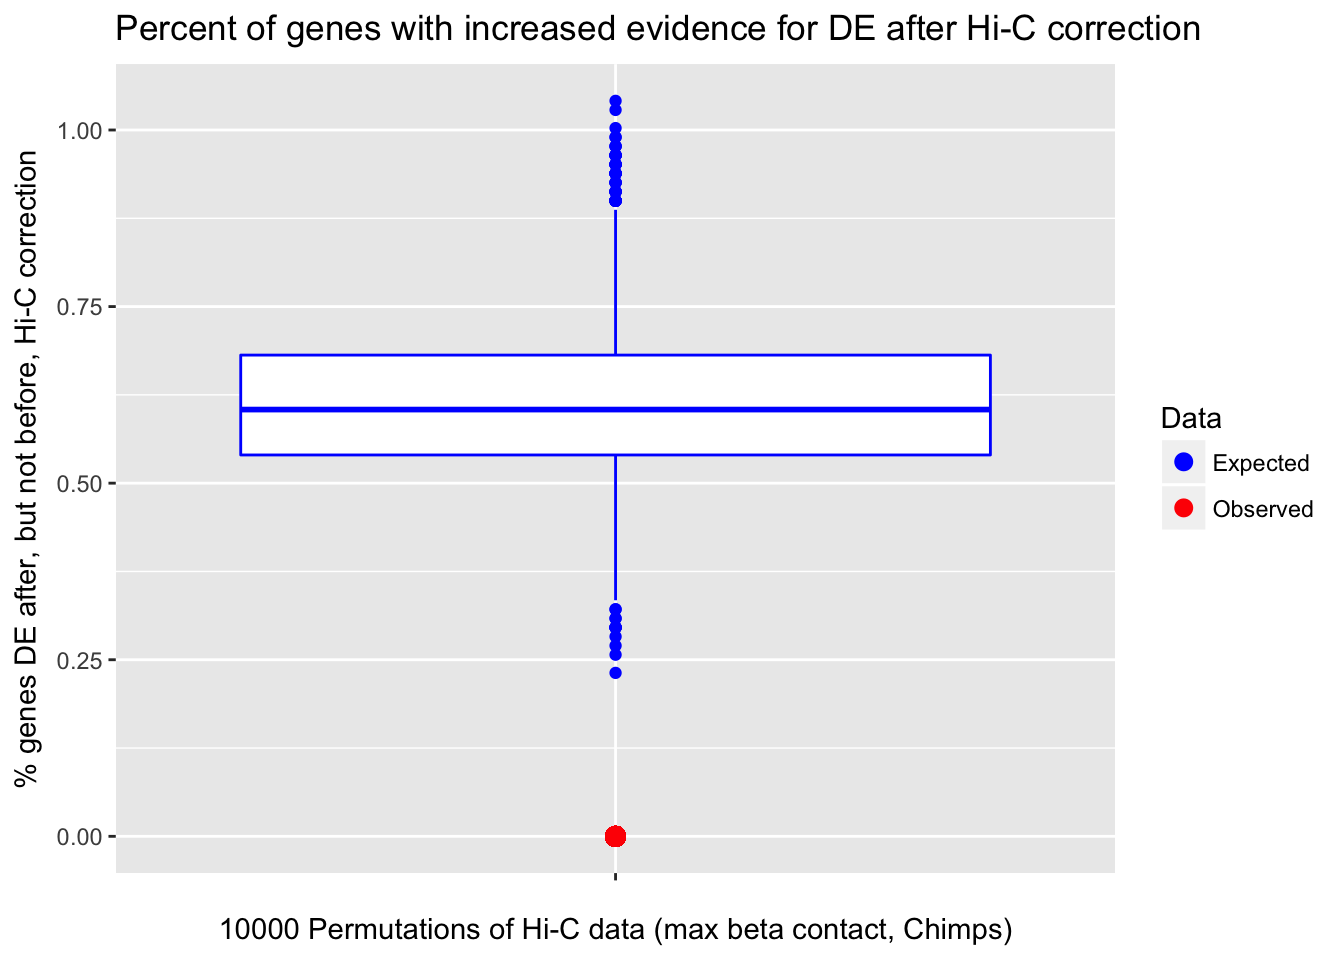 Percent of genes with increased evidence for DE after Hi-C correction
% genes DE after, but not before, Hi-C correction
1.00
0.75
0.50
0.25
0.00
10000 Permutations of Hi-C data (max beta contact, Chimps)
Data
Expected
Observed